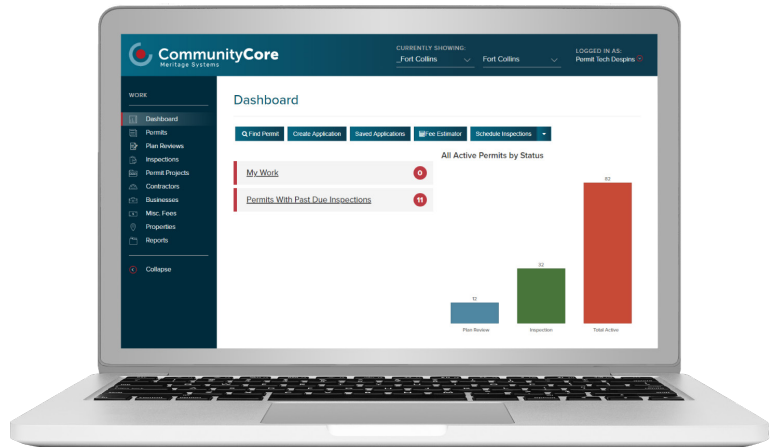 CommunityCore
Meritage Systems
CURRENTLY SHOWING:
_Fort Collins
Fort Collins
LOGGED IN AS:
Permit Tech Despins
WORK
Dashboard
Permits
Plan Reviews
Inspections
Permit Projects
Contractors
Businesses
Misc. Fees
Properties
Reports
Collapse
Dashboard
Find Permit
Create Application
Saved Applications
Fee Estimator
Schedule Inspections
My Work
0
Permits With Past Due Inspections
11
All Active Permits by Status
12
32
Plan Review
Inspection
Total Active